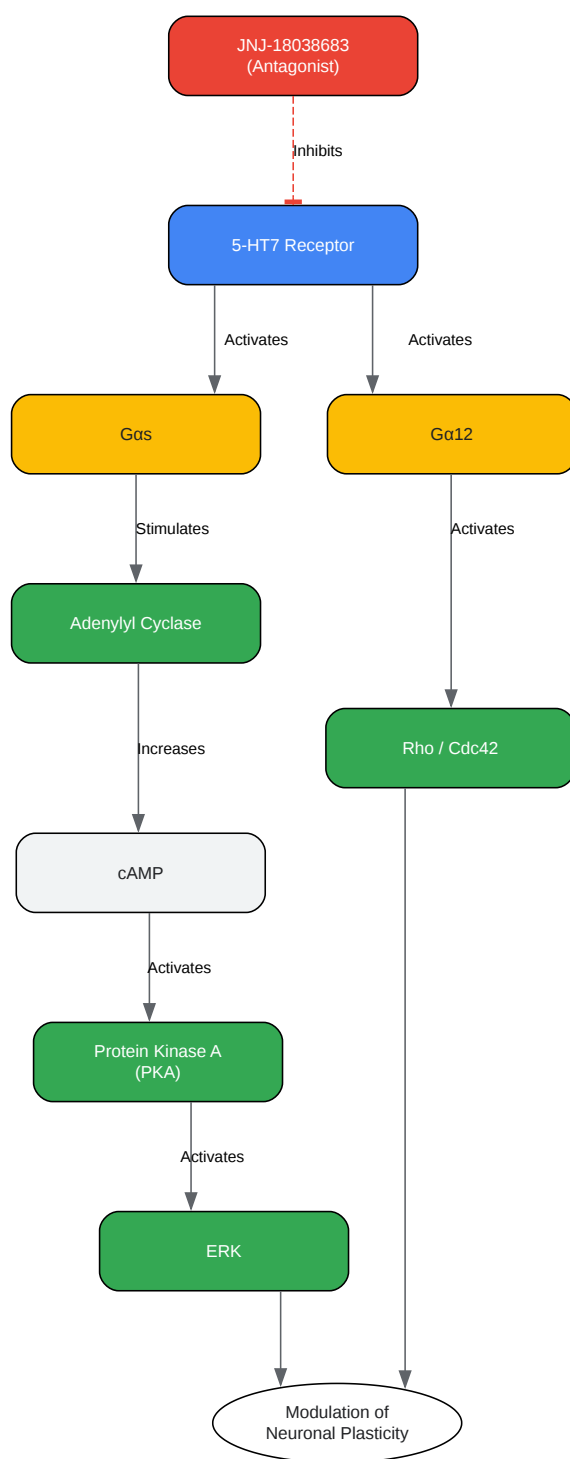 JNJ-18038683
(Antagonist)
Inhibits
5-HT7 Receptor
Activates
Activates
Gαs
Gα12
Stimulates
Activates
Adenylyl Cyclase
Increases
Rho / Cdc42
cAMP
Activates
Protein Kinase A
(PKA)
Activates
ERK
Modulation of
Neuronal Plasticity